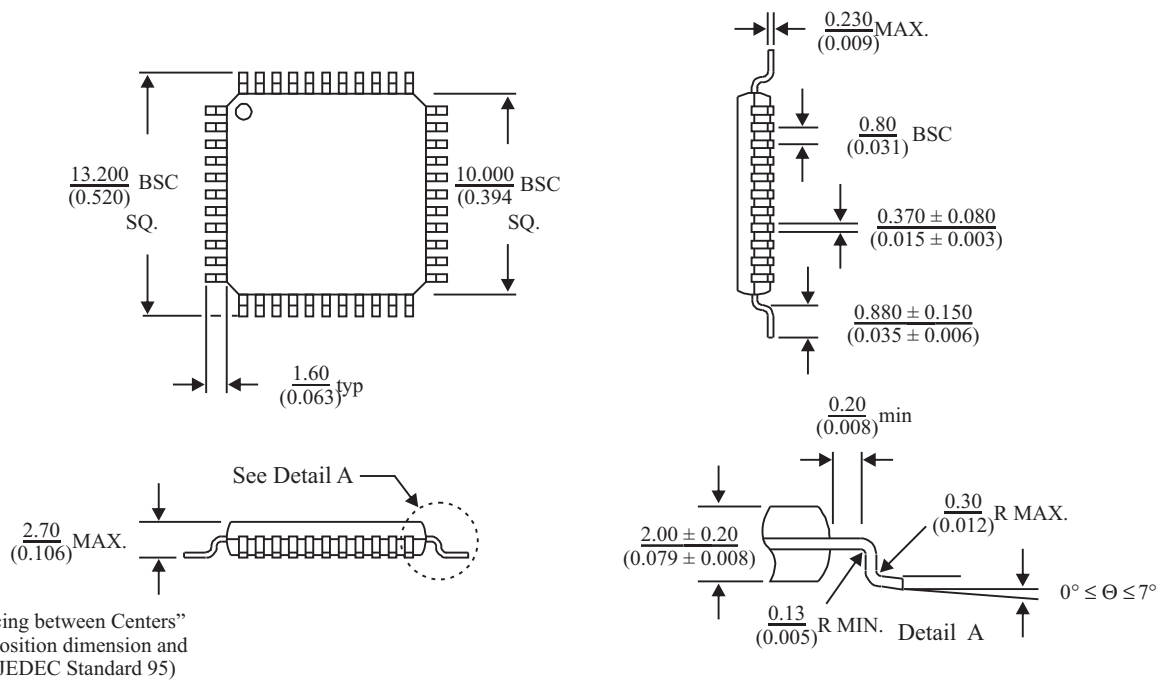 0.230
(0.009) MAX.
13.200
(0.520) BSC
SQ.
10.000
(0.394 BSC
SQ.
0.80
(0.031) BSC
0.370 ± 0.080
(0.015 ± 0.003)
0.880 ± 0.150
(0.035 ± 0.006)
1.60
(0.063) typ
0.20
(0.008) min
See Detail A
2.70
(0.106) MAX.
2.00 ± 0.20
(0.079 ± 0.008)
0.30
(0.012) R MAX.
0.13
(0.005) R MIN.
0° ≤ Θ ≤ 7°
Detail A
between Centers”
dimension and
JEDEC Standard 95)